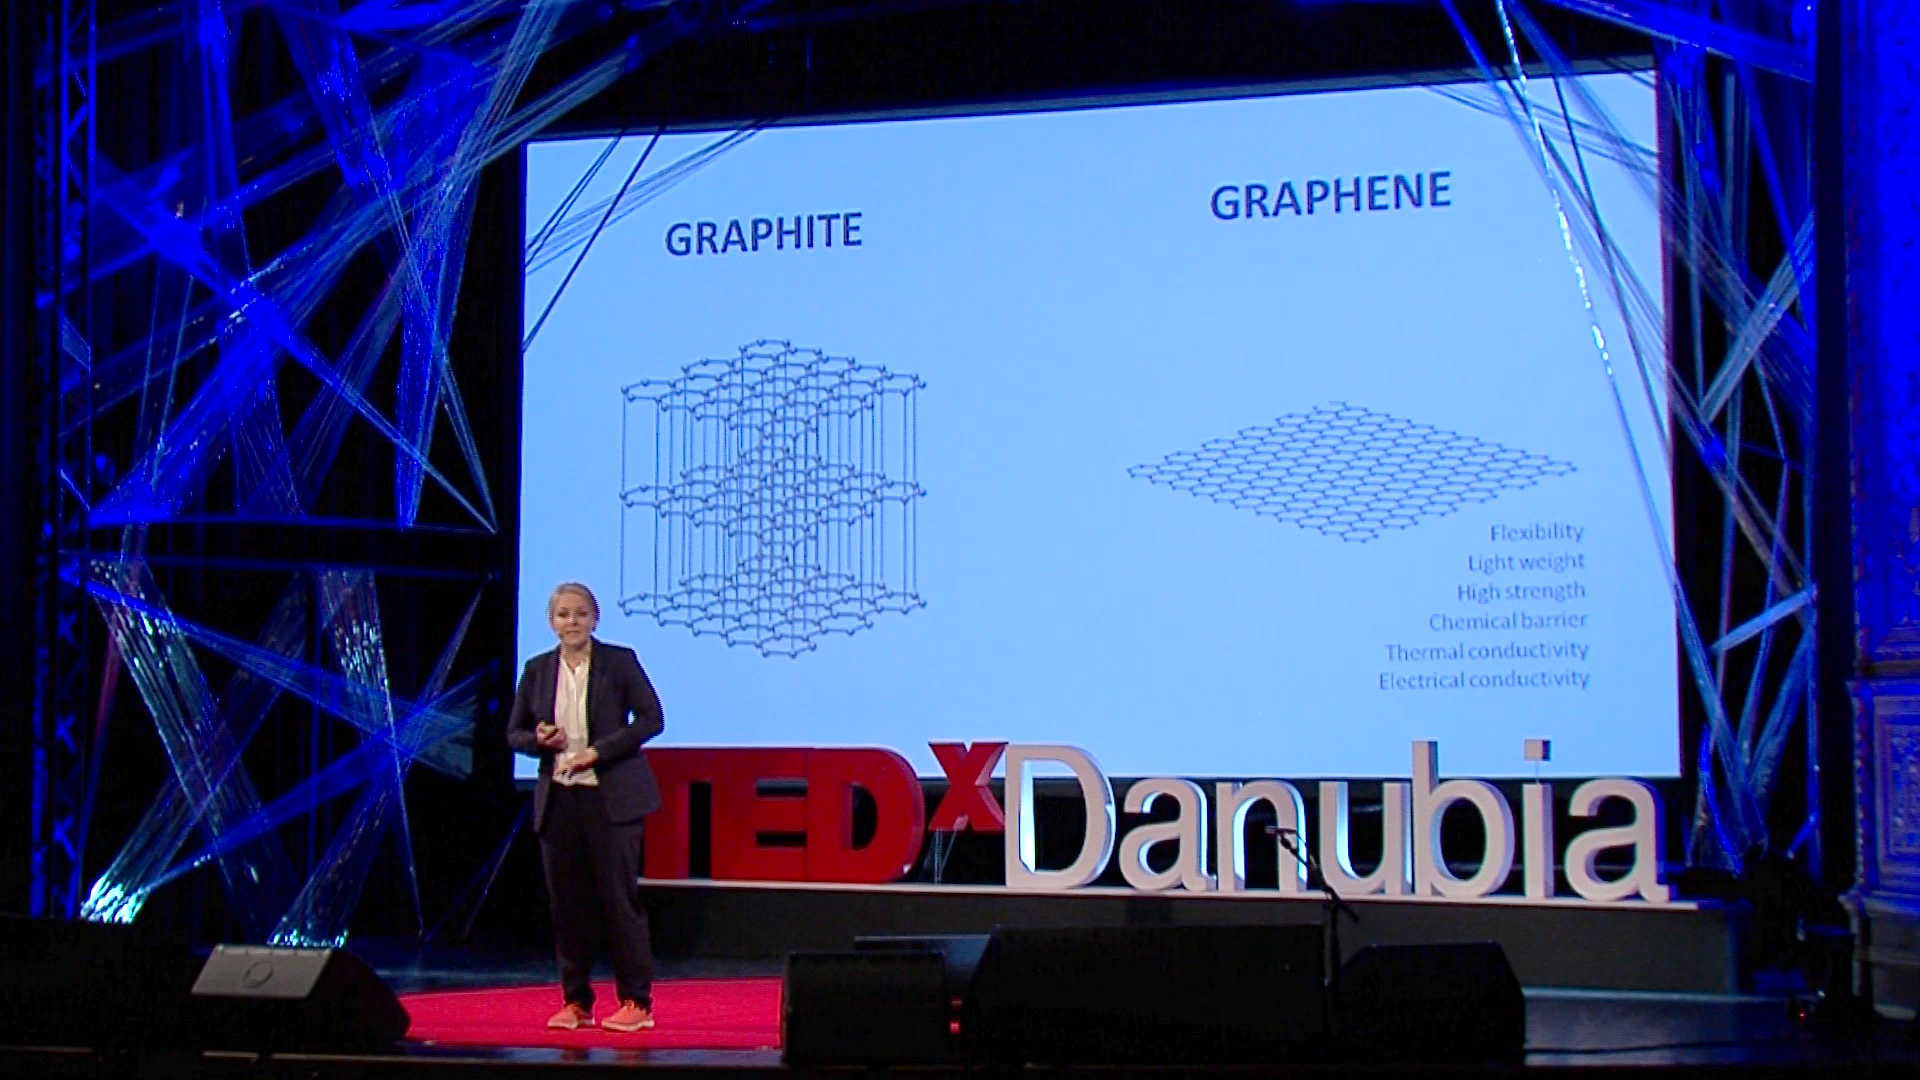 GRAPHITE
GRAPHENE
Flexibility
Light weight
High strength
Chemical barrier
Thermal conductivity
Electrical conductivity
TEDxDanubia